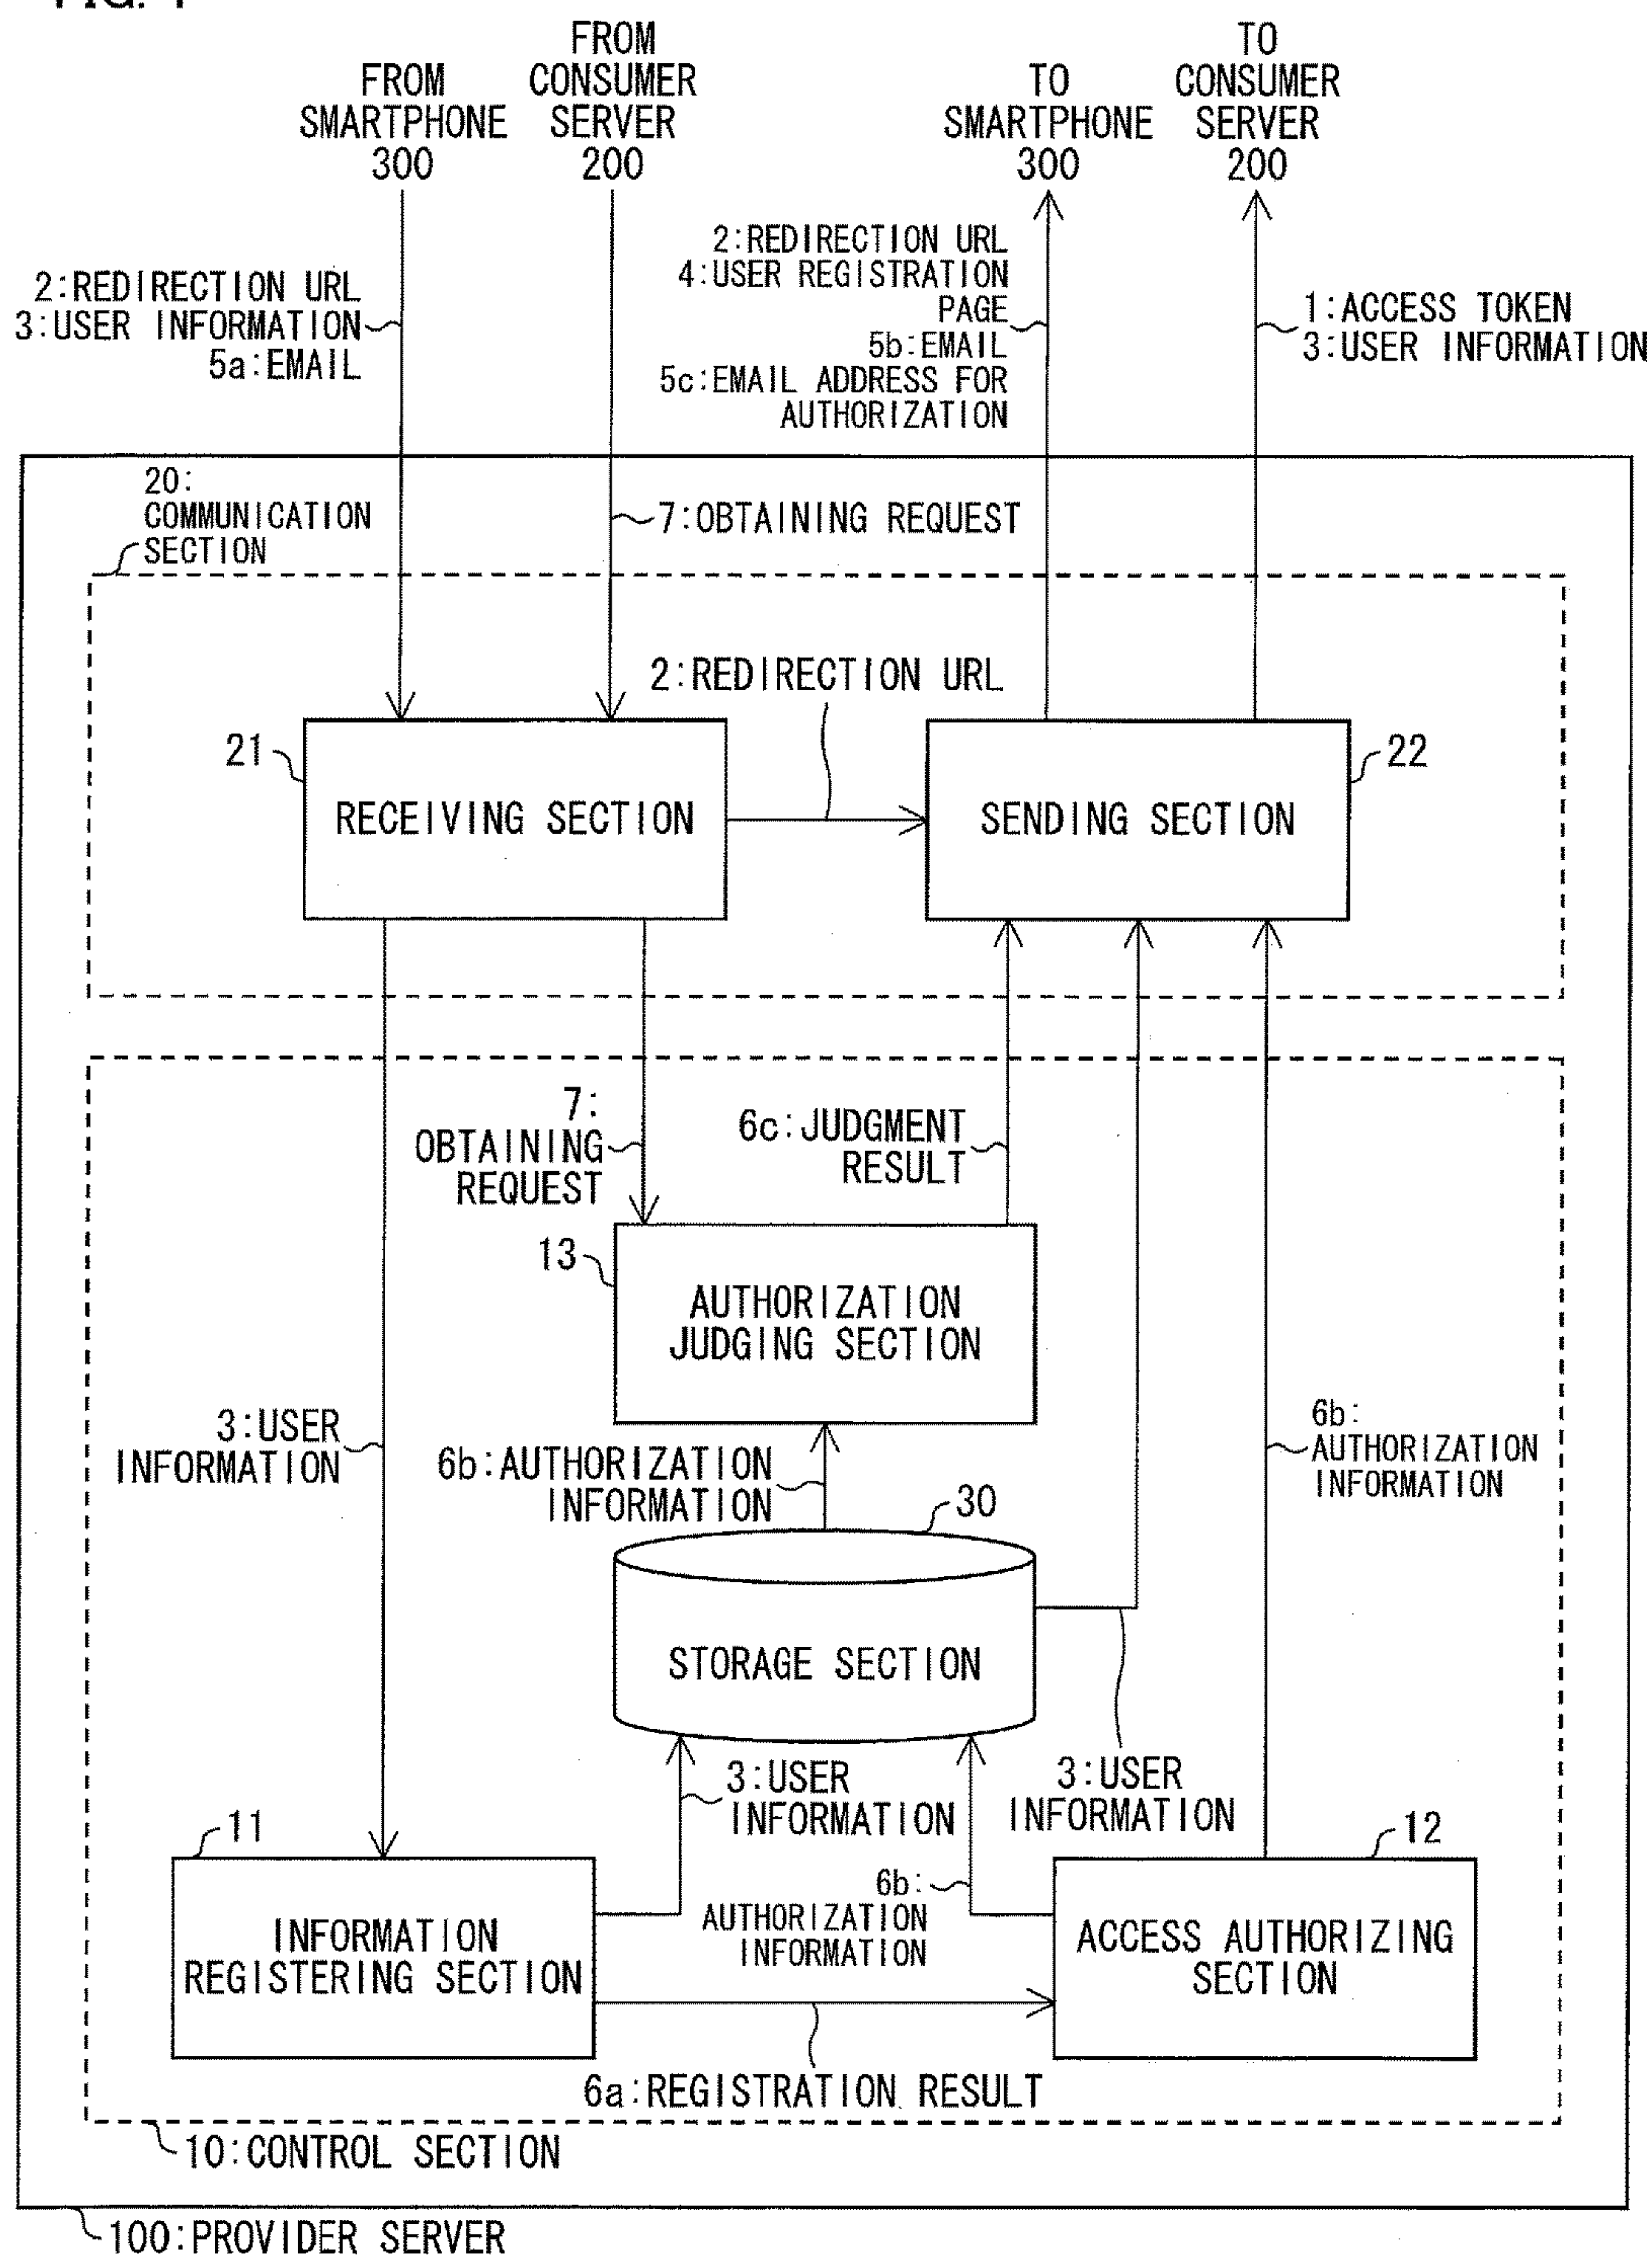 FIG. 1
FROM
SMARTPHONE
300
FROM
CONSUMER
SERVER
200
TO
SMARTPHONE
300
TO
CONSUMER
SERVER
200
2:REDIRECTION URL
3:USER INFORMATION
5a:EMAIL
2:REDIRECTION URL
4:USER REGISTRATION
PAGE
5b:EMAIL
5c:EMAIL ADDRESS FOR
AUTHORIZATION
1:ACCESS TOKEN
3:USER INFORMATION
20:
COMMUNICATION
SECTION
7:OBTAINING REQUEST
2:REDIRECTION URL
21
RECEIVING SECTION
22
SENDING SECTION
7:
OBTAINING
REQUEST
6c:JUDGMENT
RESULT
13
AUTHORIZATION
JUDGING SECTION
3:USER
INFORMATION
6b:AUTHORIZATION
INFORMATION
6b:
AUTHORIZATION
INFORMATION
30
STORAGE SECTION
3:USER
INFORMATION
3:USER
INFORMATION
11
INFORMATION
REGISTERING SECTION
6b:
AUTHORIZATION
INFORMATION
12
ACCESS AUTHORIZING
SECTION
6a:REGISTRATION RESULT
10:CONTROL SECTION
100:PROVIDER SERVER